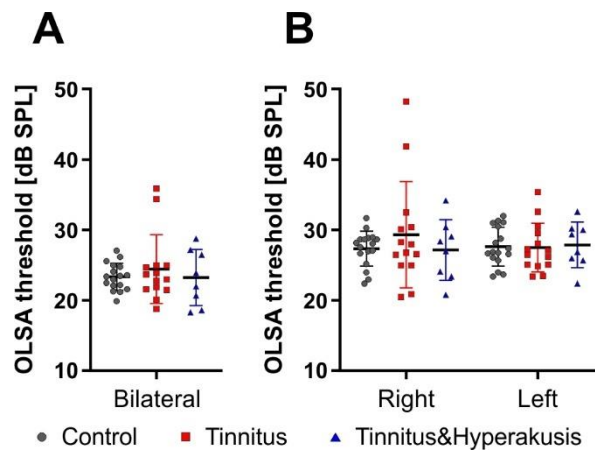 A
OLSA threshold [dB SPL]
50
40
30
20
10
Bilateral
B
OLSA threshold [dB SPL]
50
40
30
20
10
Right Left
Control Tinnitus Tinnitus&Hyperakusis